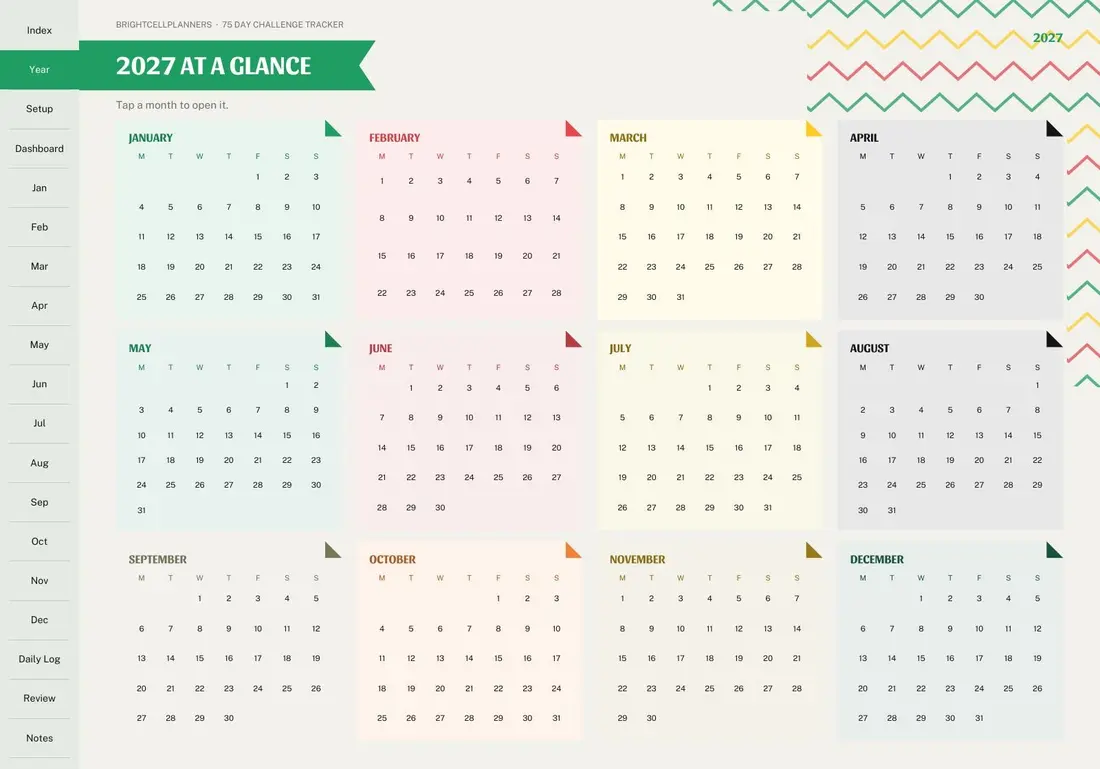 Index
Year
Setup
Dashboard
Jan
Feb
Mar
Apr
May
Jun
Jul
Aug
Sep
Oct
Nov
Dec
Daily Log
Review
Notes
BRIGHTCELLPLANNERS · 75 DAY CHALLENGE TRACKER
2027
2027 AT A GLANCE
Tap a month to open it.
JANUARY
M T W T F S S
1 2 3
4 5 6 7 8 9 10
11 12 13 14 15 16 17
18 19 20 21 22 23 24
25 26 27 28 29 30 31
FEBRUARY
M T W T F S S
1 2 3 4 5 6 7
8 9 10 11 12 13 14
15 16 17 18 19 20 21
22 23 24 25 26 27 28
MARCH
M T W T F S S
1 2 3 4 5 6 7
8 9 10 11 12 13 14
15 16 17 18 19 20 21
22 23 24 25 26 27 28
29 30 31
APRIL
M T W T F S S
1 2 3 4
5 6 7 8 9 10 11
12 13 14 15 16 17 18
19 20 21 22 23 24 25
26 27 28 29 30
MAY
M T W T F S S
1 2
3 4 5 6 7 8 9
10 11 12 13 14 15 16
17 18 19 20 21 22 23
24 25 26 27 28 29 30
31
JUNE
M T W T F S S
1 2 3 4 5 6
7 8 9 10 11 12 13
14 15 16 17 18 19 20
21 22 23 24 25 26 27
28 29 30
JULY
M T W T F S S
1 2 3 4
5 6 7 8 9 10 11
12 13 14 15 16 17 18
19 20 21 22 23 24 25
26 27 28 29 30 31
AUGUST
M T W T F S S
1
2 3 4 5 6 7 8
9 10 11 12 13 14 15
16 17 18 19 20 21 22
23 24 25 26 27 28 29
30 31
SEPTEMBER
M T W T F S S
1 2 3 4 5
6 7 8 9 10 11 12
13 14 15 16 17 18 19
20 21 22 23 24 25 26
27 28 29 30
OCTOBER
M T W T F S S
1 2 3
4 5 6 7 8 9 10
11 12 13 14 15 16 17
18 19 20 21 22 23 24
25 26 27 28 29 30 31
NOVEMBER
M T W T F S S
1 2 3 4 5 6 7
8 9 10 11 12 13 14
15 16 17 18 19 20 21
22 23 24 25 26 27 28
29 30
DECEMBER
M T W T F S S
1 2 3 4 5
6 7 8 9 10 11 12
13 14 15 16 17 18 19
20 21 22 23 24 25 26
27 28 29 30 31